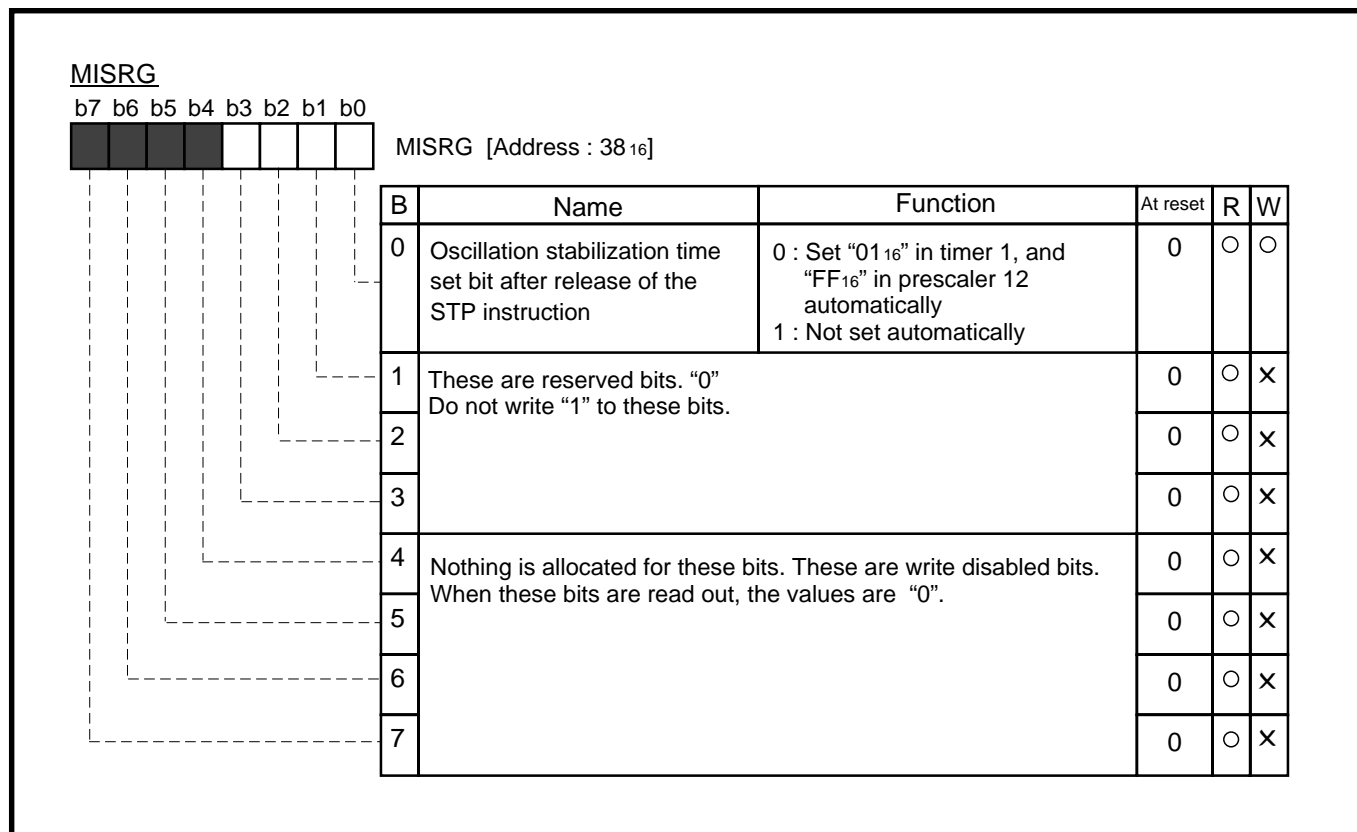 MISRG
b7 b6 b5 b4 b3 b2 b1 b0
MISRG [Address : 38 16]
B Name Function At reset R W
0 Oscillation stabilization time
set bit after release of the
STP instruction
0 : Set “01 16” in timer 1, and
“FF16” in prescaler 12
automatically
1 : Not set automatically
0 ○ ○
1 These are reserved bits. “0”
Do not write “1” to these bits.
0 ○ ×
2 0 ○ ×
3 0 ○ ×
4 Nothing is allocated for these bits. These are write disabled bits.
When these bits are read out, the values are “0”.
0 ○ ×
5 0 ○ ×
6 0 ○ ×
7 0 ○ ×